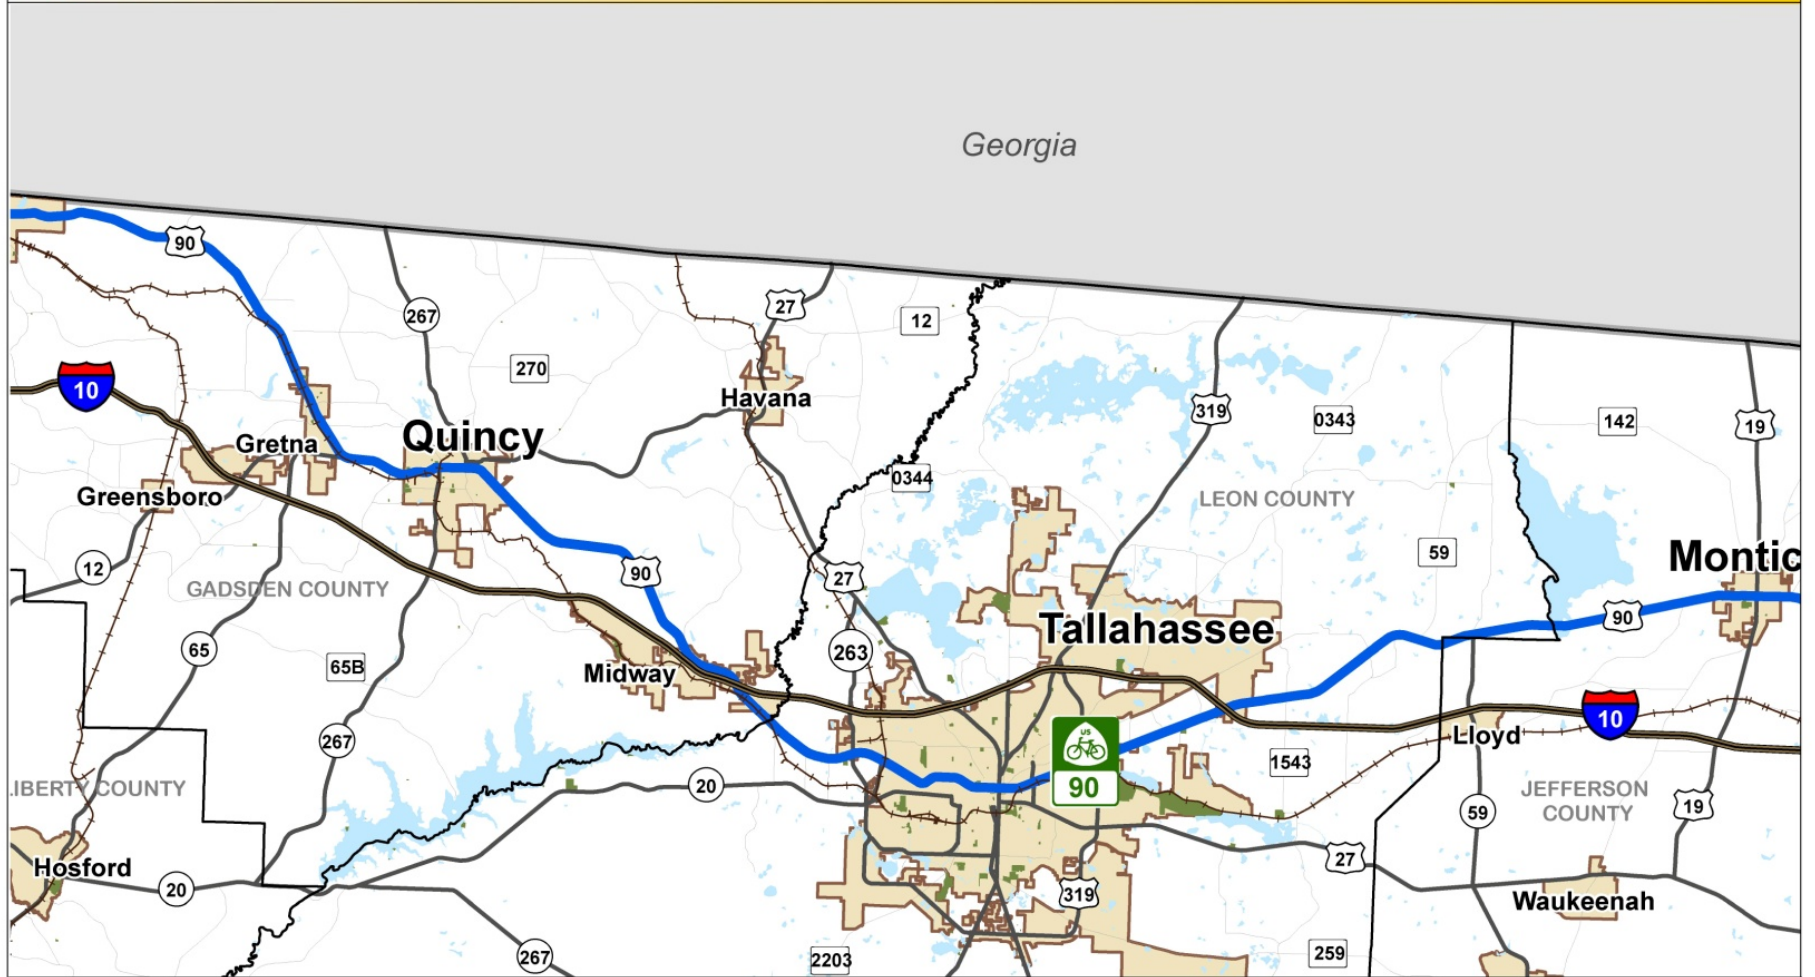 Georgia
90
267
27
12
270
10
319
0343
142
19
Havana
Gretna
Quincy
0344
Greensboro
LEON COUNTY
59
Montic
12
GADSDEN COUNTY
90
27
90
Tallahassee
65
65B
263
Midway
10
267
Lloyd
US
90
1543
LIBERTY COUNTY
20
JEFFERSON
COUNTY
59
19
Hosford
20
27
319
Waukeenah
267
2203
259